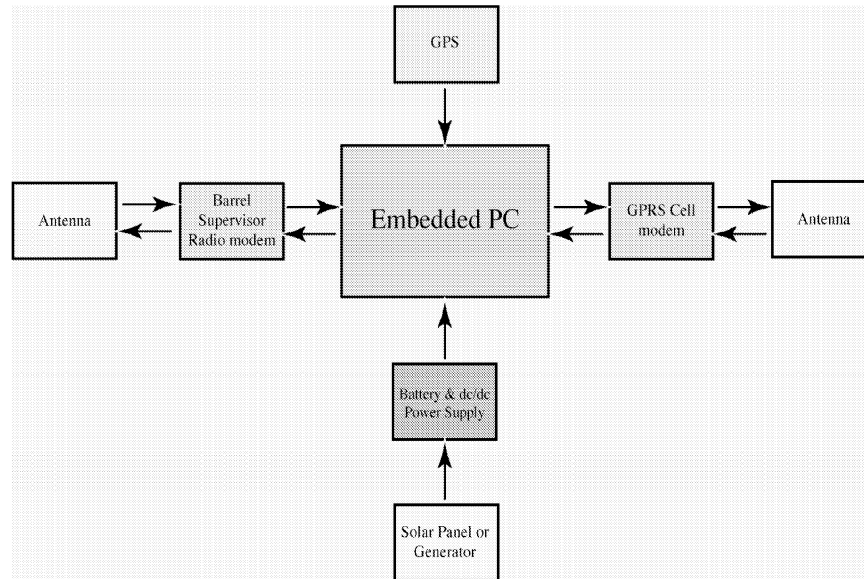 GPS
Antenna
Barrel
Supervisor
Radio modem
Embedded PC
GPRS Cell
modem
Antenna
Battery & dc/dc
Power Supply
Solar Panel or
Generator